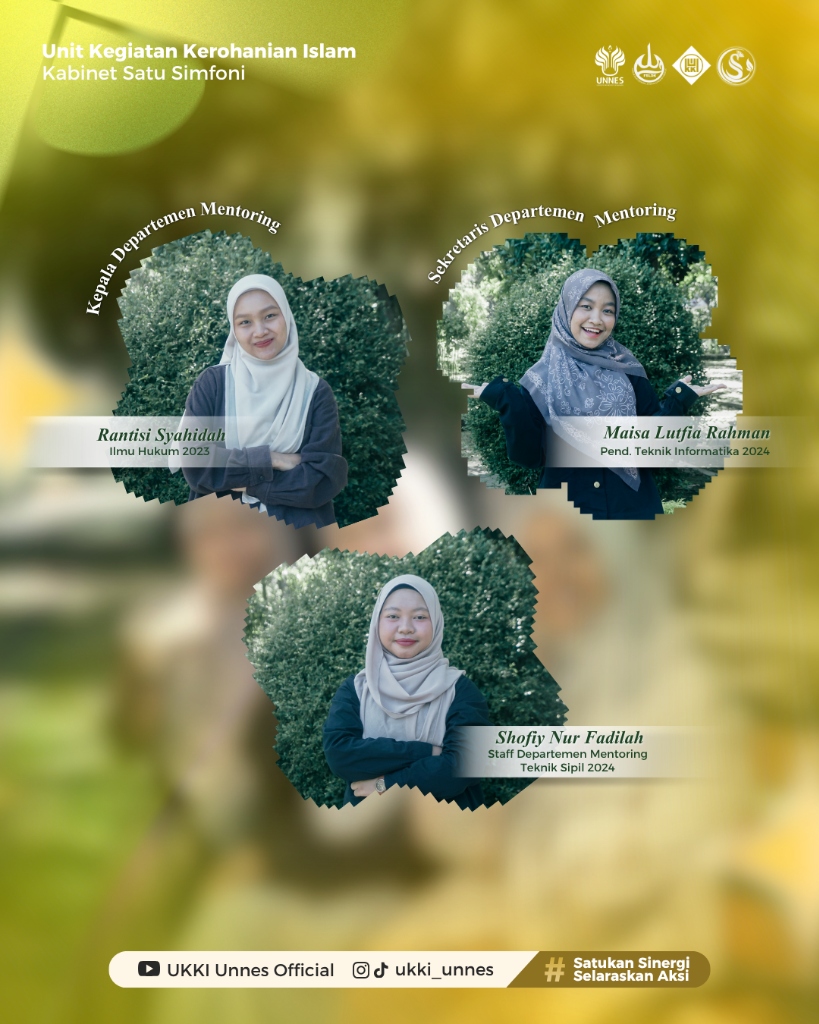 Unit Kegiatan Kerohanian Islam
Kabinet Satu Simfoni
UNNES
UKKI
Kepala Departemen Mentoring
Sekretaris Departemen Mentoring
Rantisi Syahidah
Ilmu Hukum 2023
Maisa Lutfia Rahman
Pend. Teknik Informatika 2024
Shofiy Nur Fadilah
Staff Departemen Mentoring
Teknik Sipil 2024
UKKI Unnes Official
ukki_unnes
# Satukan Sinergi
Selaraskan Aksi